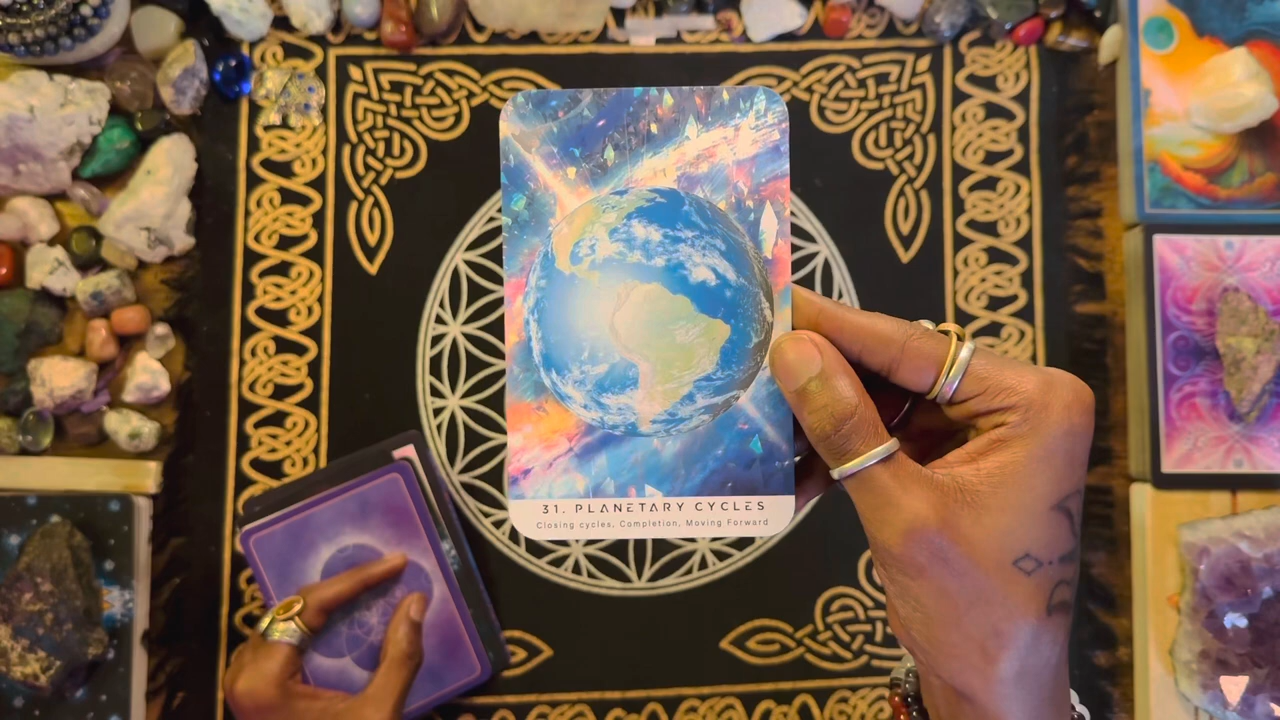 31. PLANETARY CYCLES
Closing cycles, Completion, Moving Forward